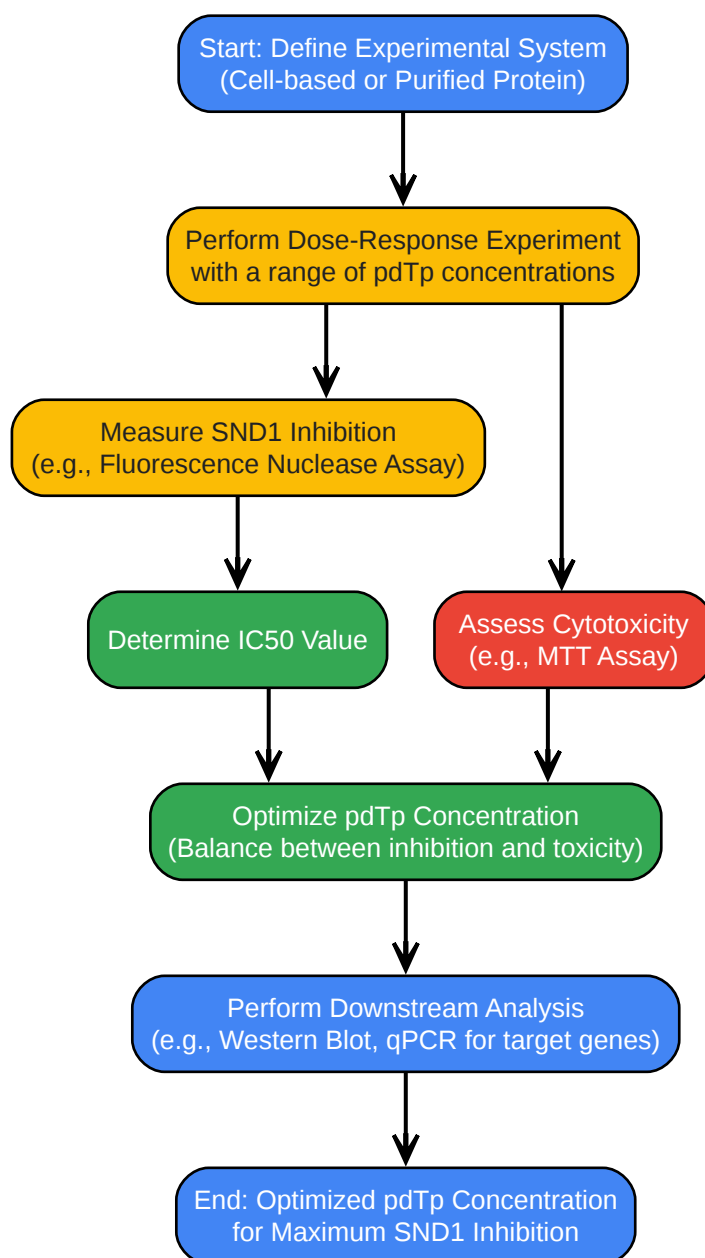 Start: Define Experimental System
(Cell-based or Purified Protein)
Perform Dose-Response Experiment
with a range of pdTp concentrations
Measure SND1 Inhibition
(e.g., Fluorescence Nuclease Assay)
Determine IC50 Value
Assess Cytotoxicity
(e.g., MTT Assay)
Optimize pdTp Concentration
(Balance between inhibition and toxicity)
Perform Downstream Analysis
(e.g., Western Blot, qPCR for target genes)
End: Optimized pdTp Concentration
for Maximum SND1 Inhibition